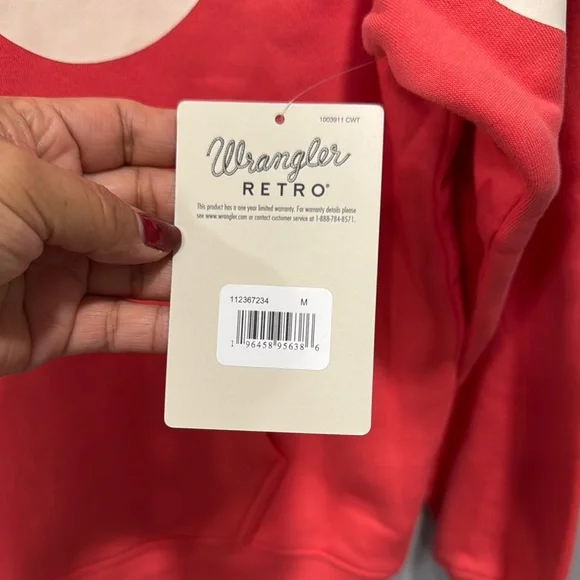 1003911 CWT
Wrangler
RETRO®
This product has a one year limited warranty. For warranty details please
see www.wrangler.com or contact customer service at 1-888-784-8571.
112367234 M
1 96458 95638 6